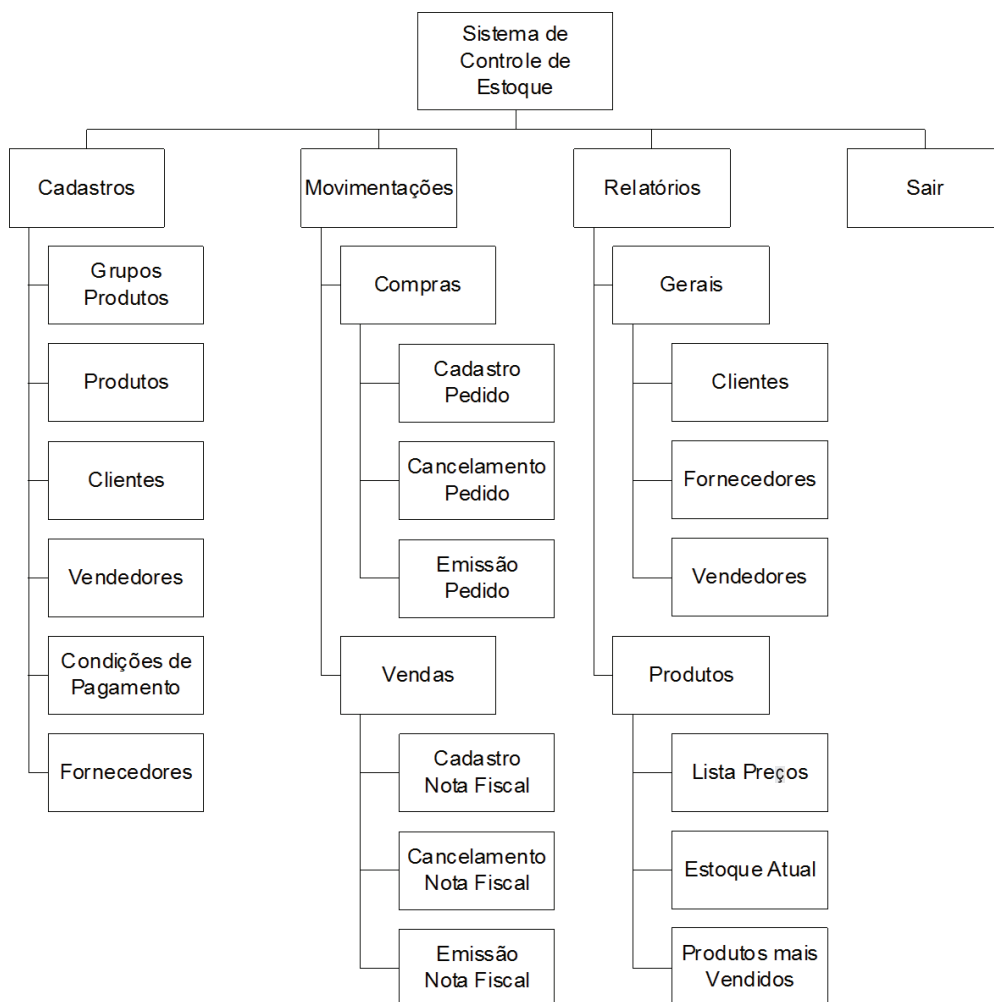 Sistema de
Controle de
Estoque
Cadastros
Movimentações
Relatórios
Sair
Grupos
Produtos
Produtos
Clientes
Vendedores
Condições de
Pagamento
Fornecedores
Compras
Cadastro
Pedido
Cancelamento
Pedido
Emissão
Pedido
Vendas
Cadastro
Nota Fiscal
Cancelamento
Nota Fiscal
Emissão
Nota Fiscal
Gerais
Clientes
Fornecedores
Vendedores
Produtos
Lista Preços
Estoque Atual
Produtos mais
Vendidos